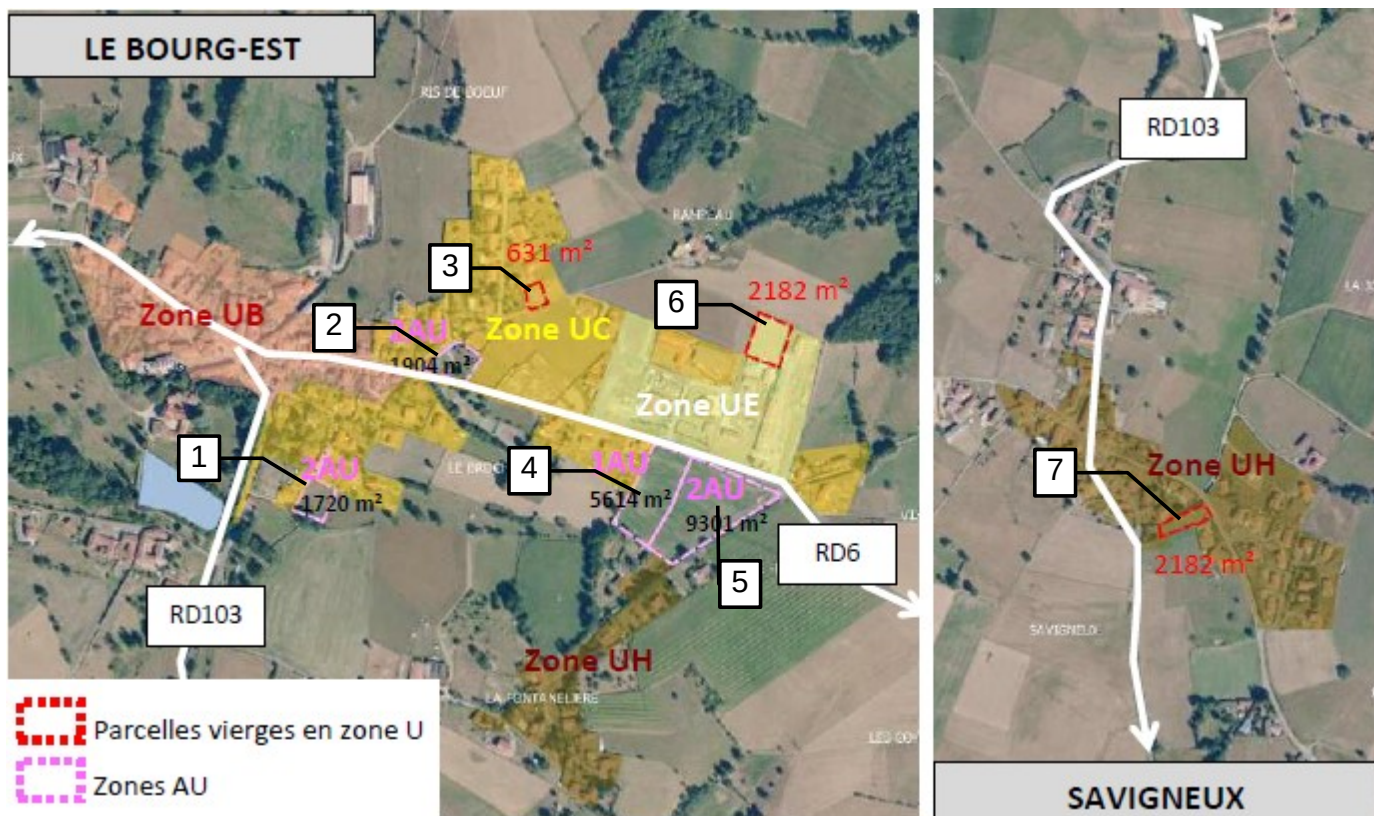 LE BOURG-EST
RIS DE BOEUF
RAMPEAU
3
631 m²
6
2182 m²
Zone UB
2
2AU
1904 m²
Zone UC
Zone UE
1
2AU
1720 m²
LE BROC
4
1AU
5614 m²
2AU
9301 m²
5
RD6
RD103
Zone UH
LA FONTANELIERE
Parcelles vierges en zone U
Zones AU
RD103
Zone UH
7
2182 m²
SAVIGNEUX